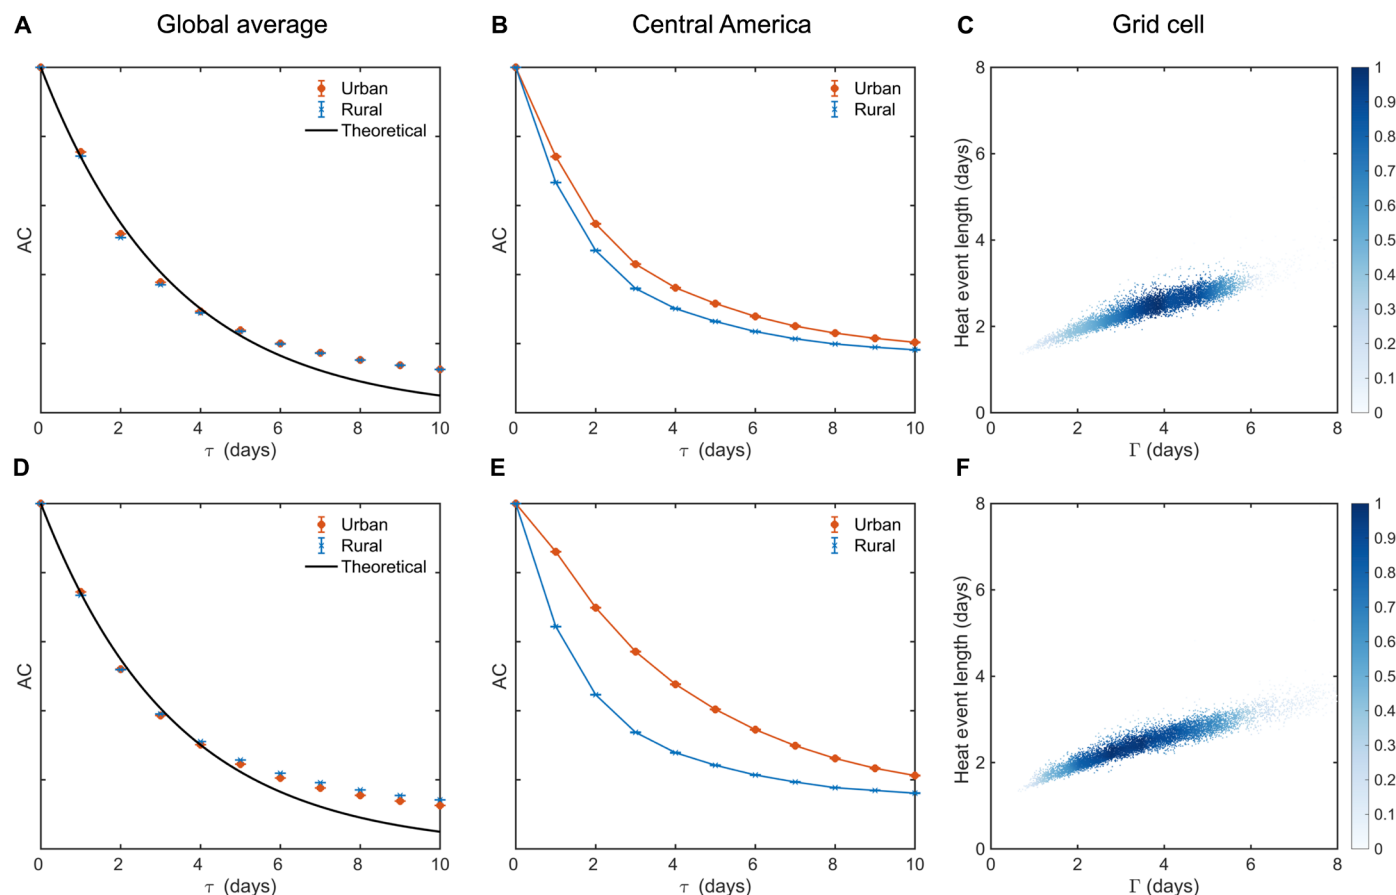 A Global average
B Central America
C Grid cell
Urban
Rural
Theoretical
AC
0 2 4 6 8 10
τ (days)
Urban
Rural
AC
0 2 4 6 8 10
τ (days)
8
6
4
2
0
Heat event length (days)
0 2 4 6 8
Γ (days)
1
0.9
0.8
0.7
0.6
0.5
0.4
0.3
0.2
0.1
0
D
E
F
Urban
Rural
Theoretical
AC
0 2 4 6 8 10
τ (days)
Urban
Rural
AC
0 2 4 6 8 10
τ (days)
8
6
4
2
0
Heat event length (days)
0 2 4 6 8
Γ (days)
1
0.9
0.8
0.7
0.6
0.5
0.4
0.3
0.2
0.1
0